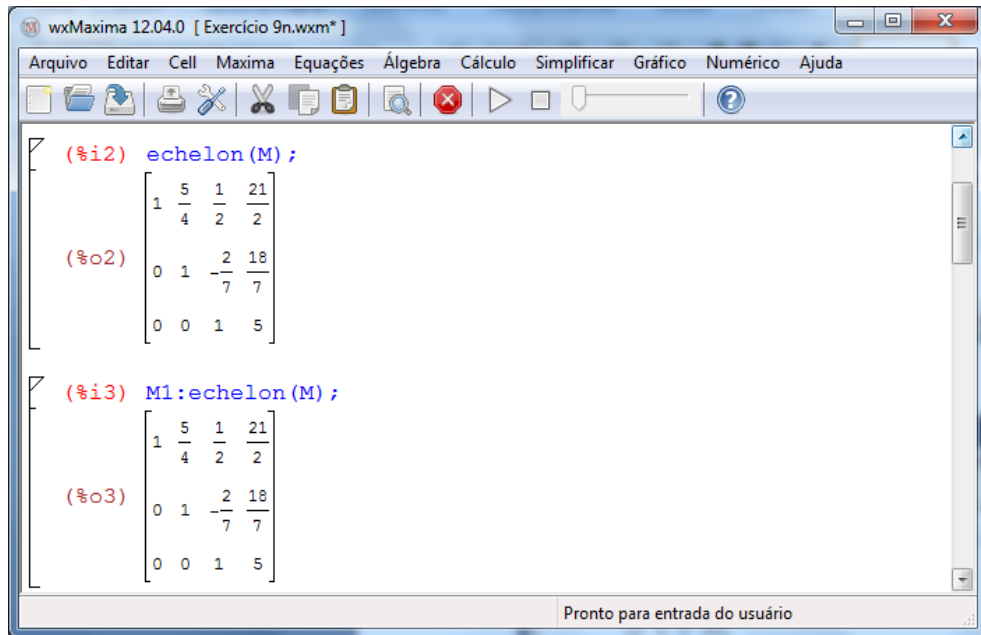 wxMaxima 12.04.0 [ Exercício 9n.wxm* ]
Arquivo Editar Cell Maxima Equações Álgebra Cálculo Simplificar Gráfico Numérico Ajuda
(%i2) echelon(M);
(%o2)
1 5/4 1/2 21/2
0 1 -2/7 18/7
0 0 1 5
(%i3) M1:echelon(M);
(%o3)
1 5/4 1/2 21/2
0 1 -2/7 18/7
0 0 1 5
Pronto para entrada do usuário